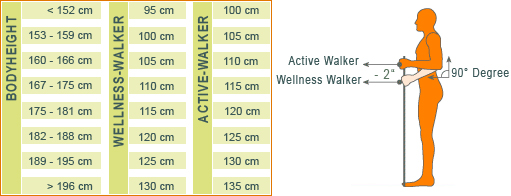 BODYHEIGHT
WELLNESS-WALKER
ACTIVE-WALKER
< 152 cm 95 cm 100 cm
153 - 159 cm 100 cm 105 cm
160 - 166 cm 105 cm 110 cm
167 - 175 cm 110 cm 115 cm
175 - 181 cm 115 cm 120 cm
182 - 188 cm 120 cm 125 cm
189 - 195 cm 125 cm 130 cm
> 196 cm 130 cm 135 cm
Active Walker
- 2“
Wellness Walker
90° Degree